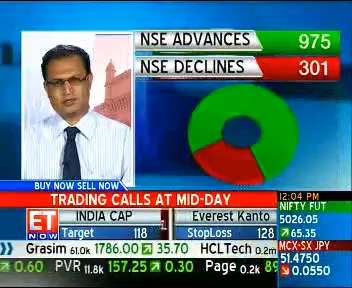 NSE ADVANCES 975
NSE DECLINES 301
BUY NOW SELL NOW
TRADING CALLS AT MID-DAY
12:04 PM
ET NOW
INDIA CAP
Target 118
Everest Kanto
StopLoss 128
NIFTY FUT
5026.05
65.35
MCX-SX JPY
51.4750
0.0550
Grasim 61.0k 1786.00 35.70 HCLTech 0.2m
0.60 PVR 11.8k 157.25 0.30 Page 0.2k